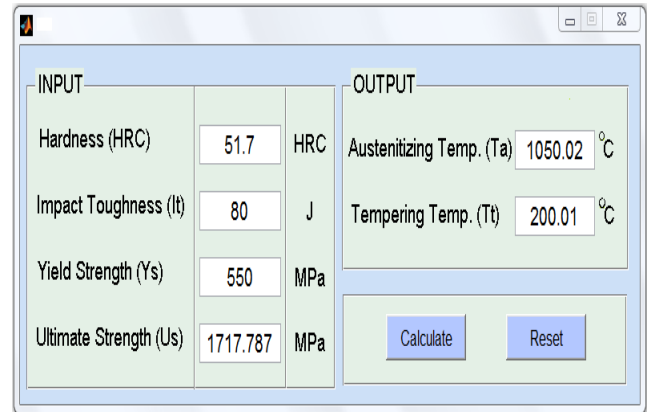 INPUT
Hardness (HRC) 51.7 HRC
Impact Toughness (It) 80 J
Yield Strength (Ys) 550 MPa
Ultimate Strength (Us) 1717.787 MPa
OUTPUT
Austenitizing Temp. (Ta) 1050.02 °C
Tempering Temp. (Tt) 200.01 °C
Calculate Reset